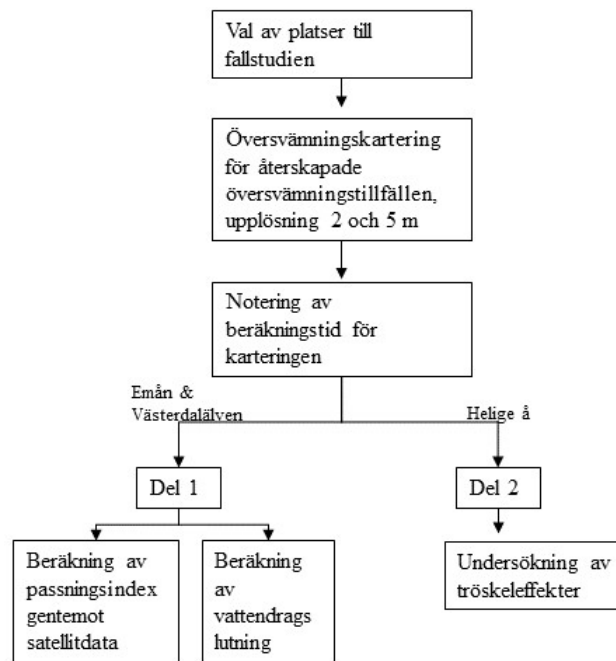 Val av platser till
fallstudien
Översvämningskartering
för återskapade
översvämningstillfällen,
upplösning 2 och 5 m
Notering av
beräkningstid för
karteringen
Emån &
Västerdalälven
Helige å
Del 1
Del 2
Beräkning av
passningsindex
gentemot
satellitdata
Beräkning
av
vattendrags
lutning
Undersökning av
tröskeleffekter